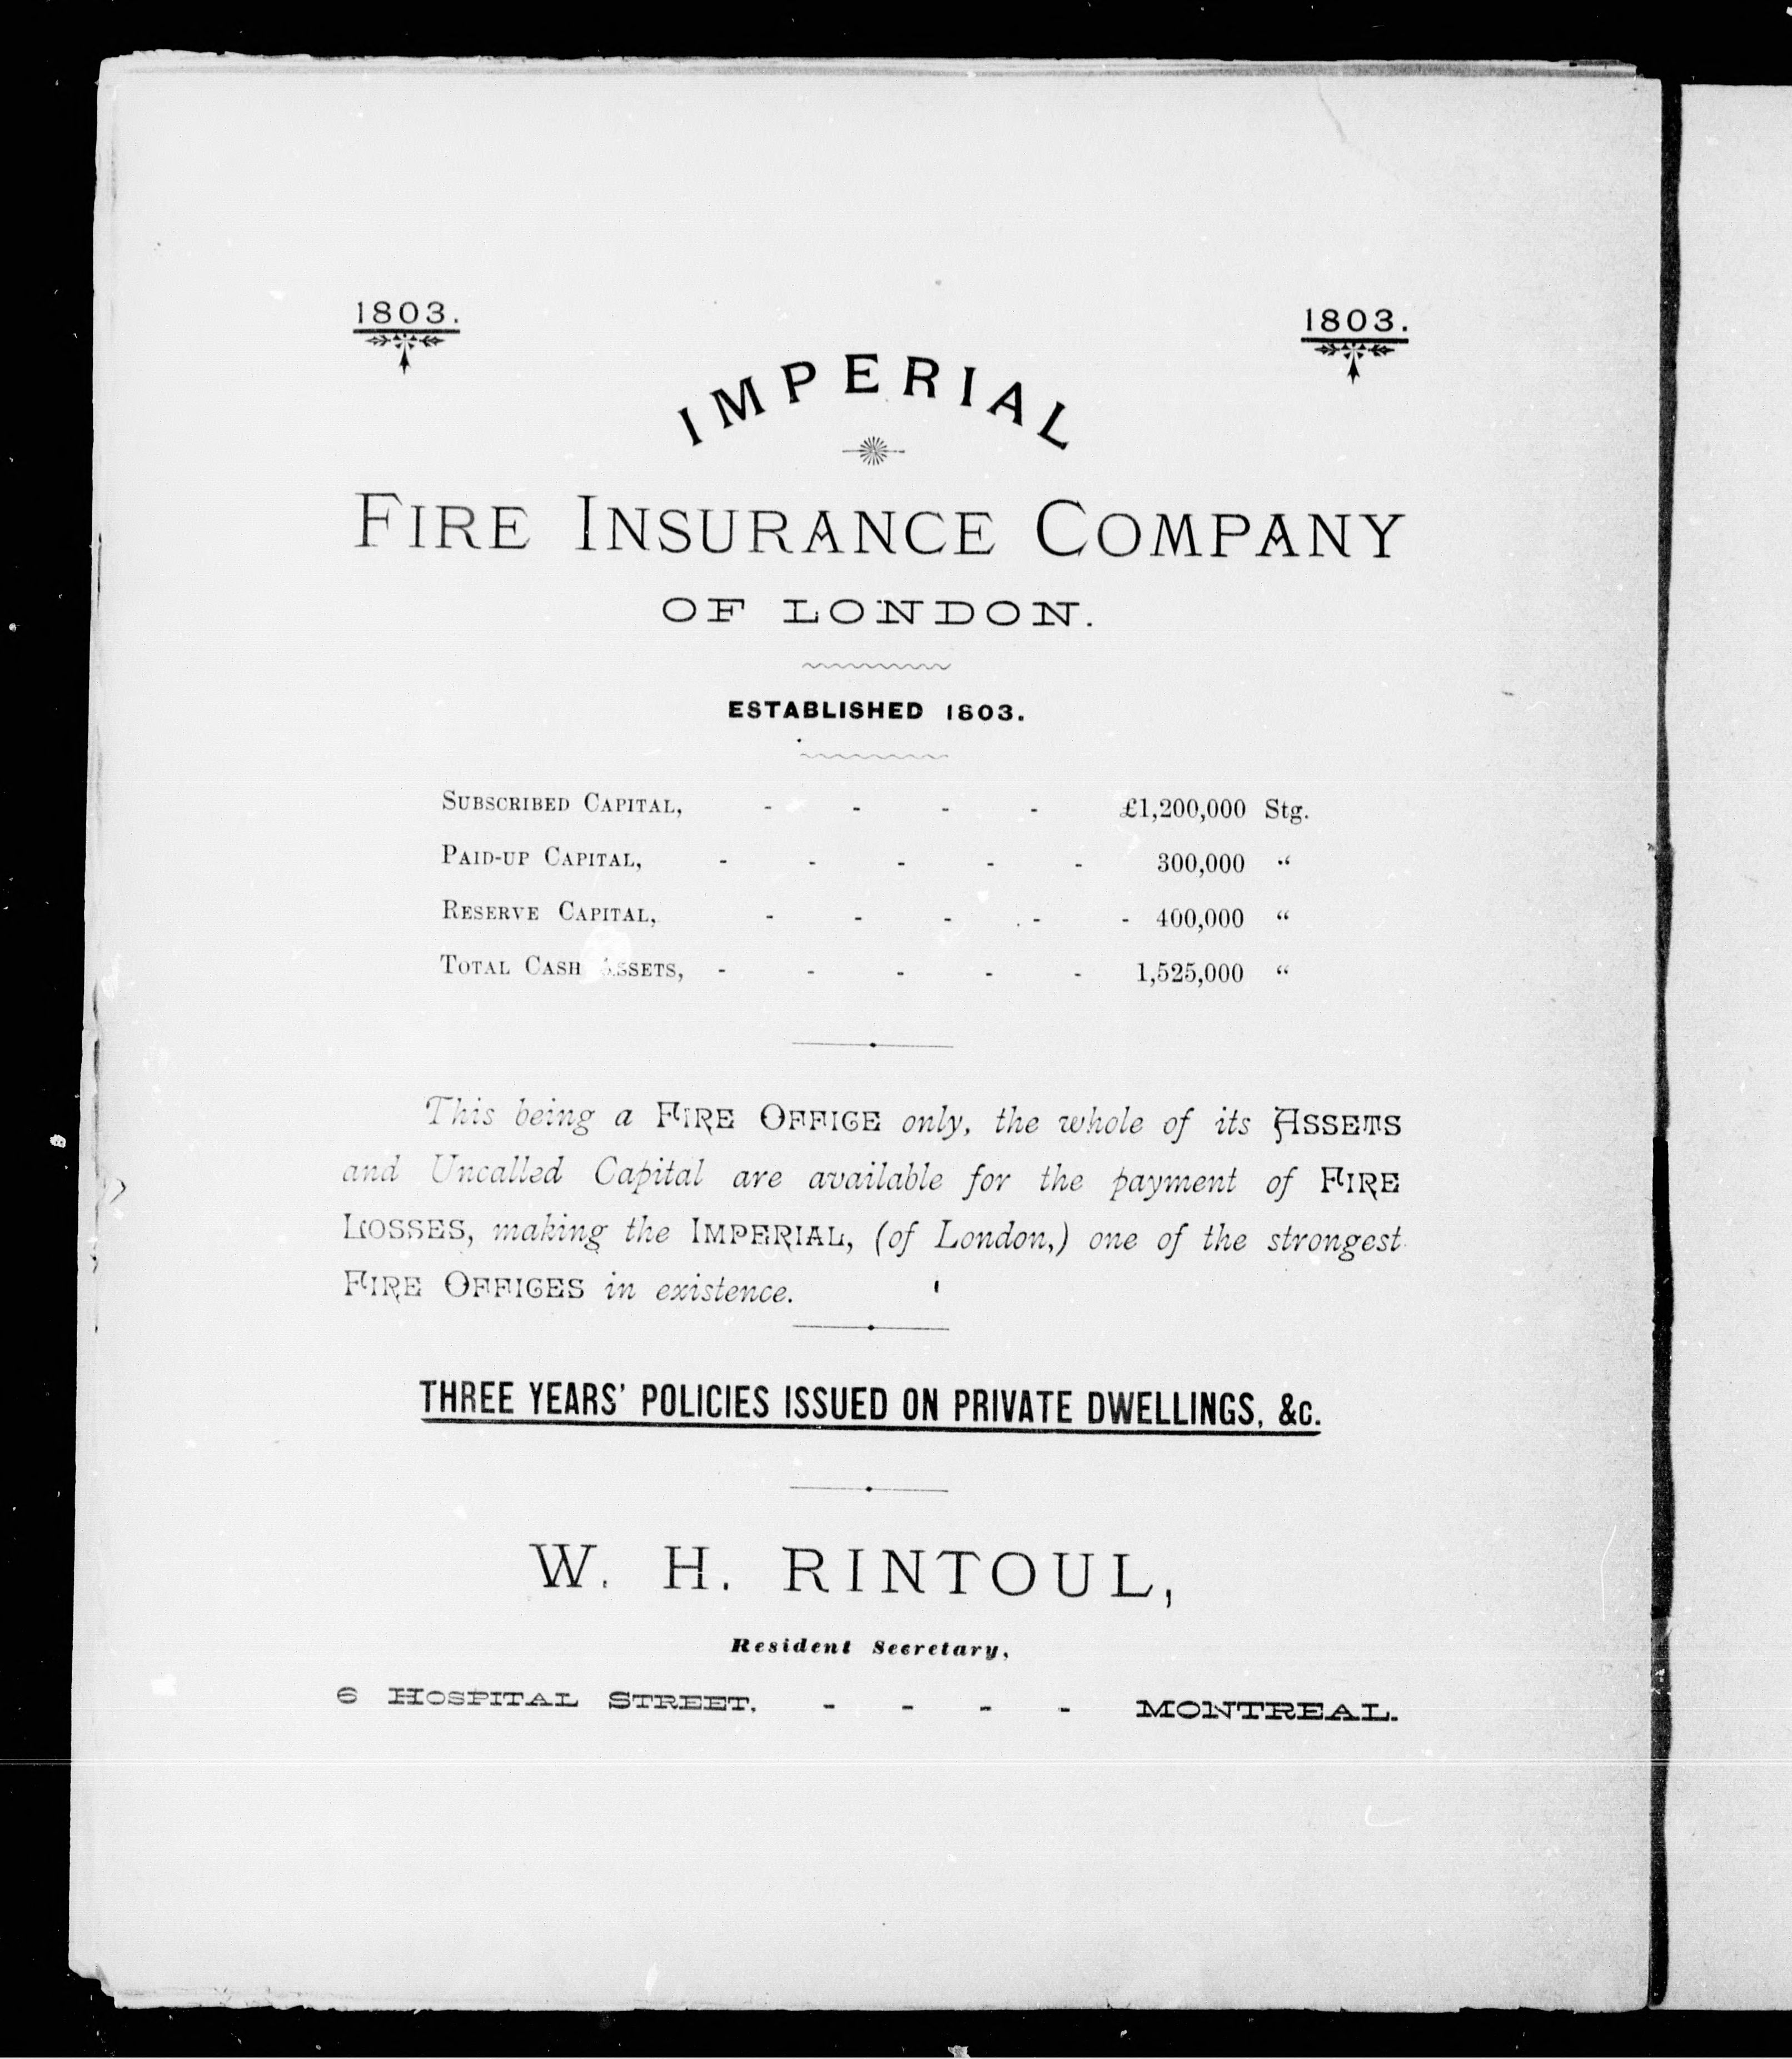 1803.
1803.
IMPERIAL
FIRE INSURANCE COMPANY
OF LONDON.
ESTABLISHED 1803.
SUBSCRIBED CAPITAL, - - - - £1,200,000 Stg.
PAID-UP CAPITAL, - - - - - 300,000 “
RESERVE CAPITAL, - - - - - 400,000 “
TOTAL CASH ASSETS, - - - - - 1,525,000 “
This being a FIRE OFFICE only, the whole of its ASSETS
and Uncalled Capital are available for the payment of FIRE
LOSSES, making the IMPERIAL, (of London,) one of the strongest
FIRE OFFICES in existence.
THREE YEARS' POLICIES ISSUED ON PRIVATE DWELLINGS, &c.
W. H. RINTOUL,
Resident Secretary,
6 HOSPITAL STREET, - - - - MONTREAL.